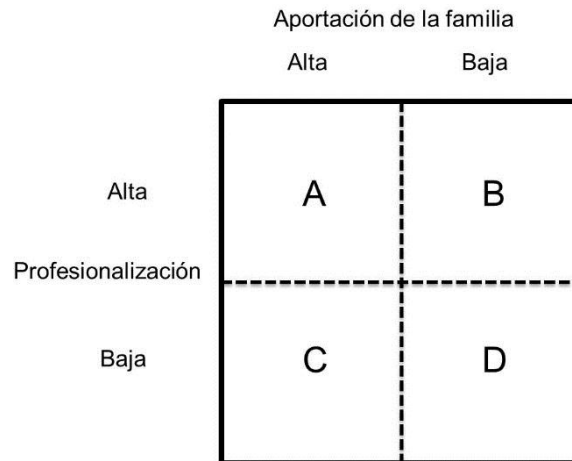 Aportación de la familia
Alta Baja
Alta A B
Profesionalización
Baja C D